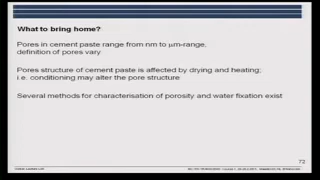 What to bring home?
Pores in cement paste range from nm to μm-range,
definition of pores vary
Pores structure of cement paste is affected by drying and heating;
i.e. conditioning may alter the pore structure
Several methods for characterisation of porosity and water fixation exist
72